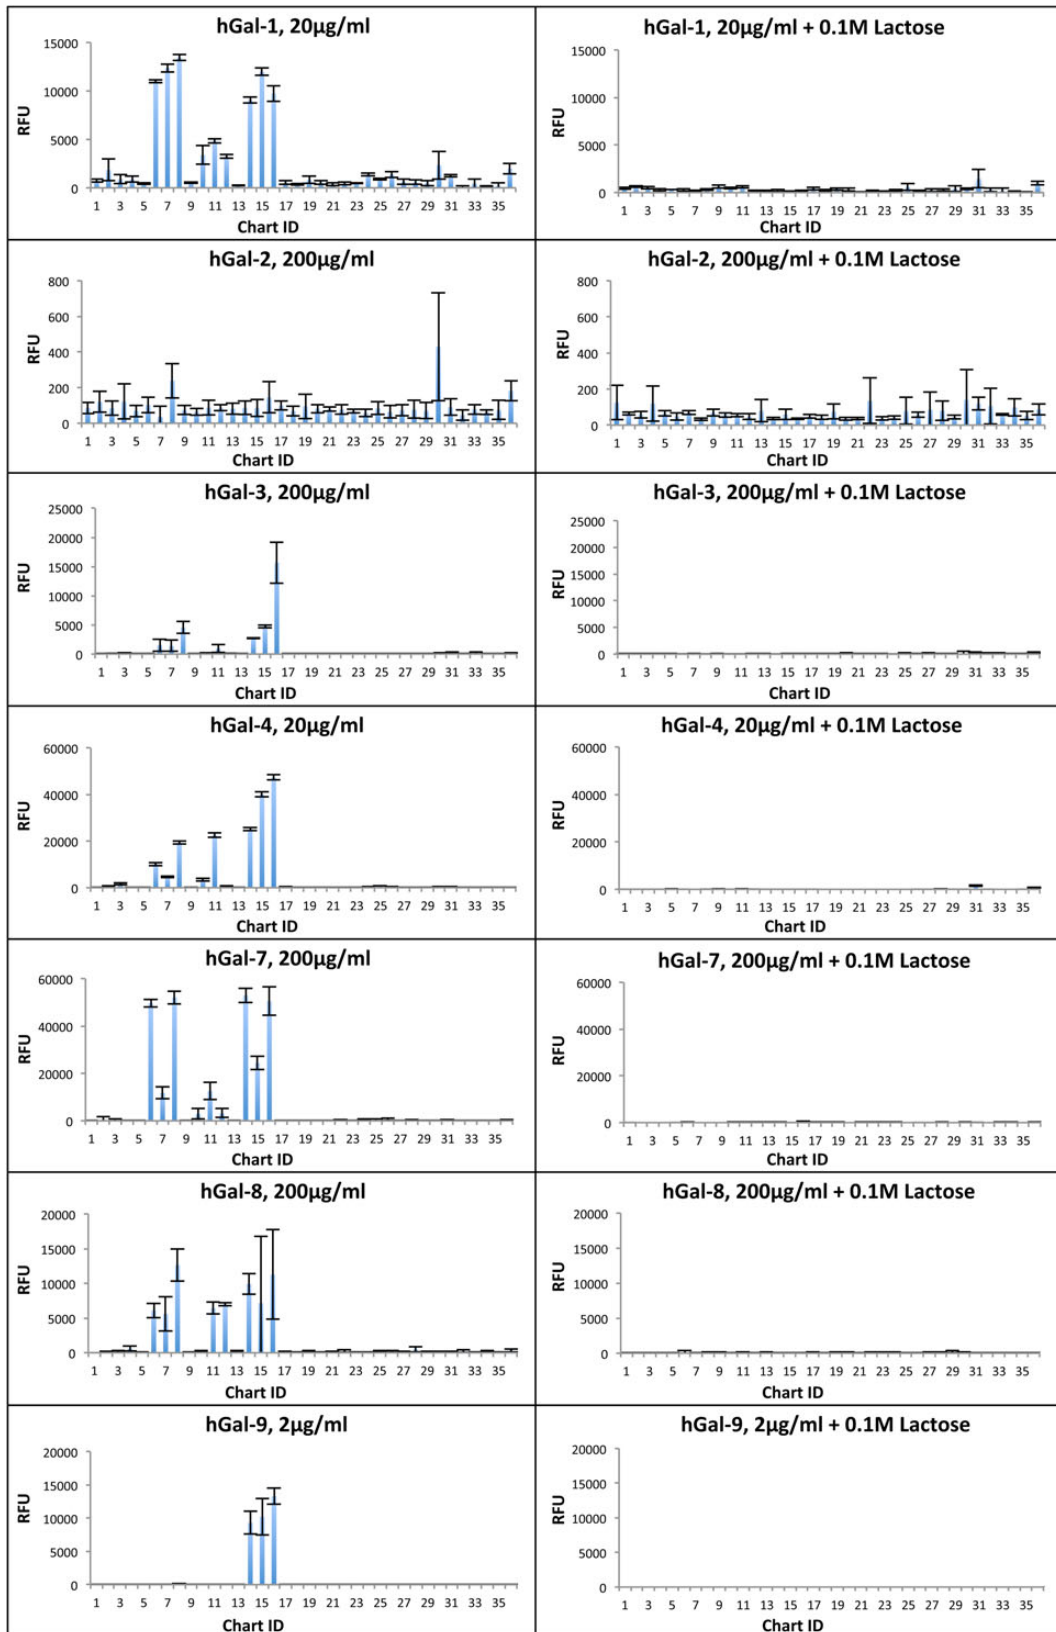 hGal-1, 20µg/ml
15000
10000
5000
0
RFU
1 3 5 7 9 11 13 15 17 19 21 23 25 27 29 31 33 35
Chart ID
hGal-1, 20µg/ml + 0.1M Lactose
15000
10000
5000
0
RFU
1 3 5 7 9 11 13 15 17 19 21 23 25 27 29 31 33 35
Chart ID
hGal-2, 200µg/ml
800
600
400
200
0
RFU
1 3 5 7 9 11 13 15 17 19 21 23 25 27 29 31 33 35
Chart ID
hGal-2, 200µg/ml + 0.1M Lactose
800
600
400
200
0
RFU
1 3 5 7 9 11 13 15 17 19 21 23 25 27 29 31 33 35
Chart ID
hGal-3, 200µg/ml
25000
20000
15000
10000
5000
0
RFU
1 3 5 7 9 11 13 15 17 19 21 23 25 27 29 31 33 35
Chart ID
hGal-3, 200µg/ml + 0.1M Lactose
25000
20000
15000
10000
5000
0
RFU
1 3 5 7 9 11 13 15 17 19 21 23 25 27 29 31 33 35
Chart ID
hGal-4, 20µg/ml
60000
40000
20000
0
RFU
1 3 5 7 9 11 13 15 17 19 21 23 25 27 29 31 33 35
Chart ID
hGal-4, 20µg/ml + 0.1M Lactose
60000
40000
20000
0
RFU
1 3 5 7 9 11 13 15 17 19 21 23 25 27 29 31 33 35
Chart ID
hGal-7, 200µg/ml
60000
40000
20000
0
RFU
1 3 5 7 9 11 13 15 17 19 21 23 25 27 29 31 33 35
Chart ID
hGal-7, 200µg/ml + 0.1M Lactose
60000
40000
20000
0
RFU
1 3 5 7 9 11 13 15 17 19 21 23 25 27 29 31 33 35
Chart ID
hGal-8, 200µg/ml
20000
15000
10000
5000
0
RFU
1 3 5 7 9 11 13 15 17 19 21 23 25 27 29 31 33 35
Chart ID
hGal-8, 200µg/ml + 0.1M Lactose
20000
15000
10000
5000
0
RFU
1 3 5 7 9 11 13 15 17 19 21 23 25 27 29 31 33 35
Chart ID
hGal-9, 2µg/ml
20000
15000
10000
5000
0
RFU
1 3 5 7 9 11 13 15 17 19 21 23 25 27 29 31 33 35
Chart ID
hGal-9, 2µg/ml + 0.1M Lactose
20000
15000
10000
5000
0
RFU
1 3 5 7 9 11 13 15 17 19 21 23 25 27 29 31 33 35
Chart ID